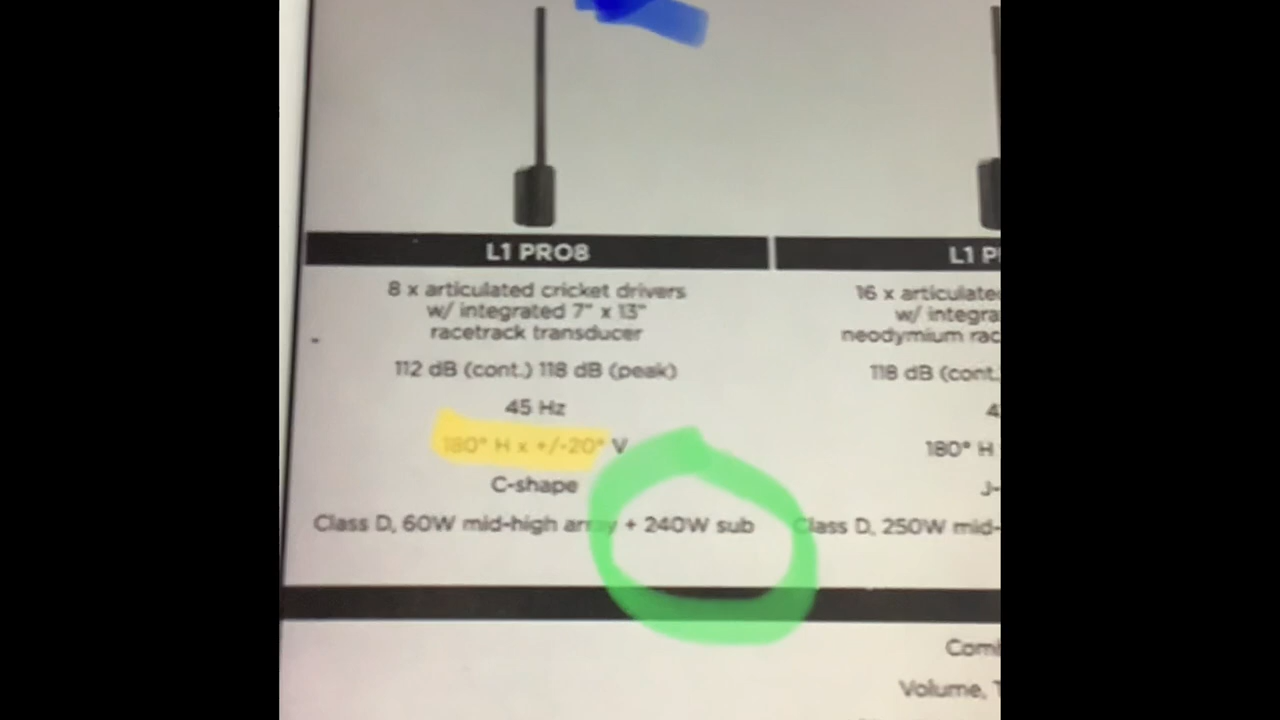 L1 PRO8
8 x articulated cricket drivers
w/ integrated 7" x 13"
racetrack transducer
112 dB (cont.) 118 dB (peak)
45 Hz
180° H x +/-20° V
C-shape
Class D, 60W mid-high array + 240W sub
L1 P
16 x articulate
w/ integra
neodymium rac
118 dB (cont.
4
180° H
J-
Class D, 250W mid-
Com
Volume,